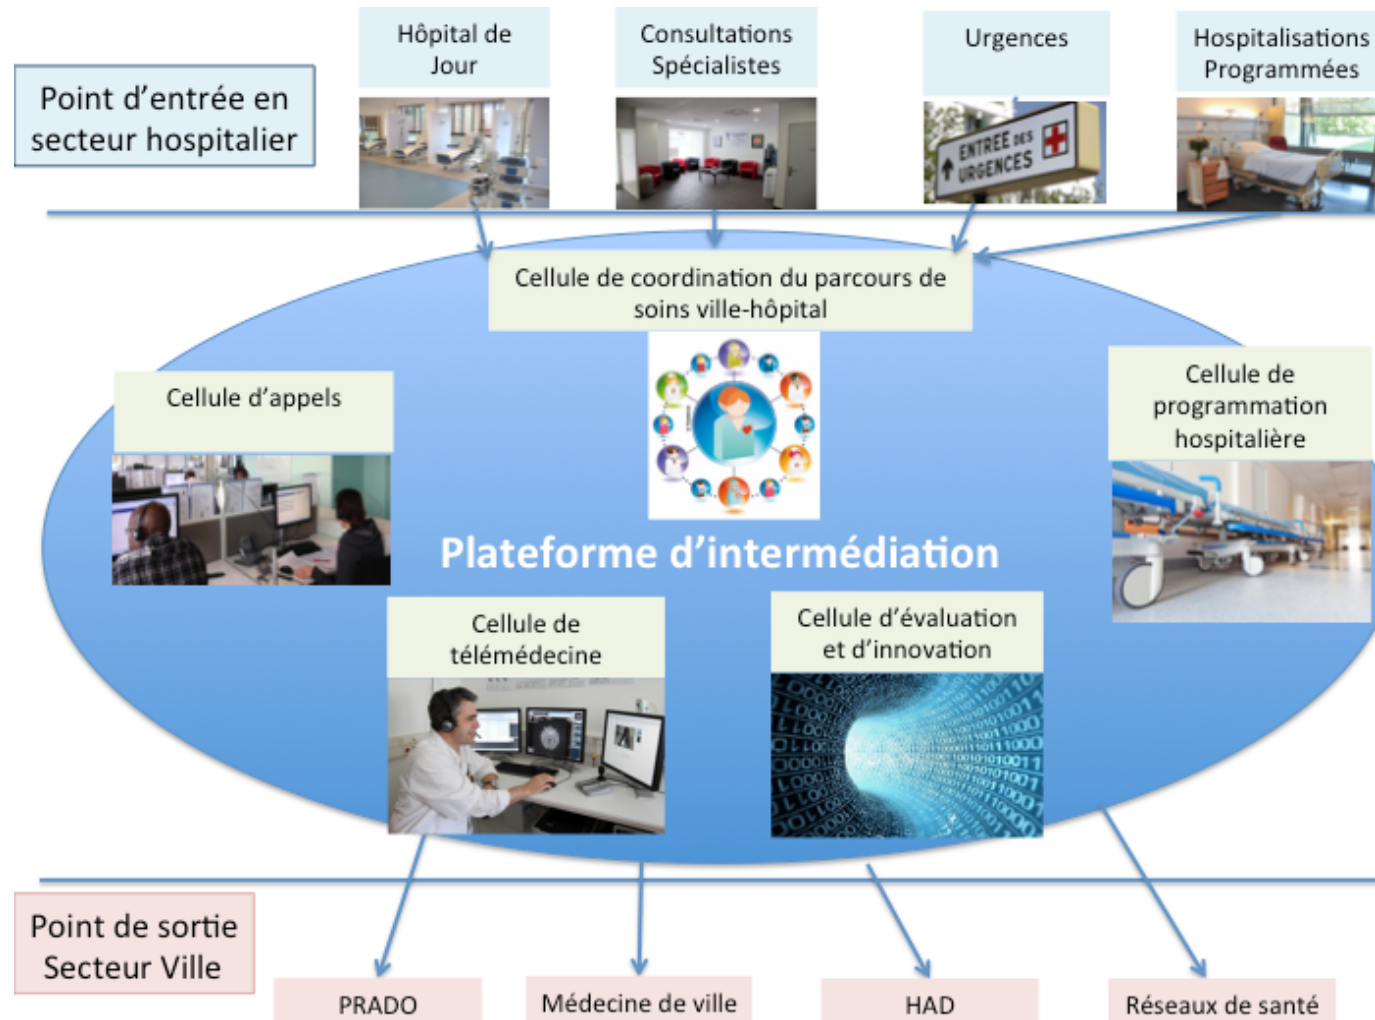 Hôpital de
Jour
Consultations
Spécialistes
Urgences
Hospitalisations
Programmées
Point d'entrée en
secteur hospitalier
ENTRÉE DES
URGENCES
Cellule de coordination du parcours de
soins ville-hôpital
Cellule d'appels
Cellule de
programmation
hospitalière
Plateforme d'intermédiation
Cellule de
télémédecine
Cellule d'évaluation
et d'innovation
Point de sortie
Secteur Ville
PRADO
Médecine de ville
HAD
Réseaux de santé